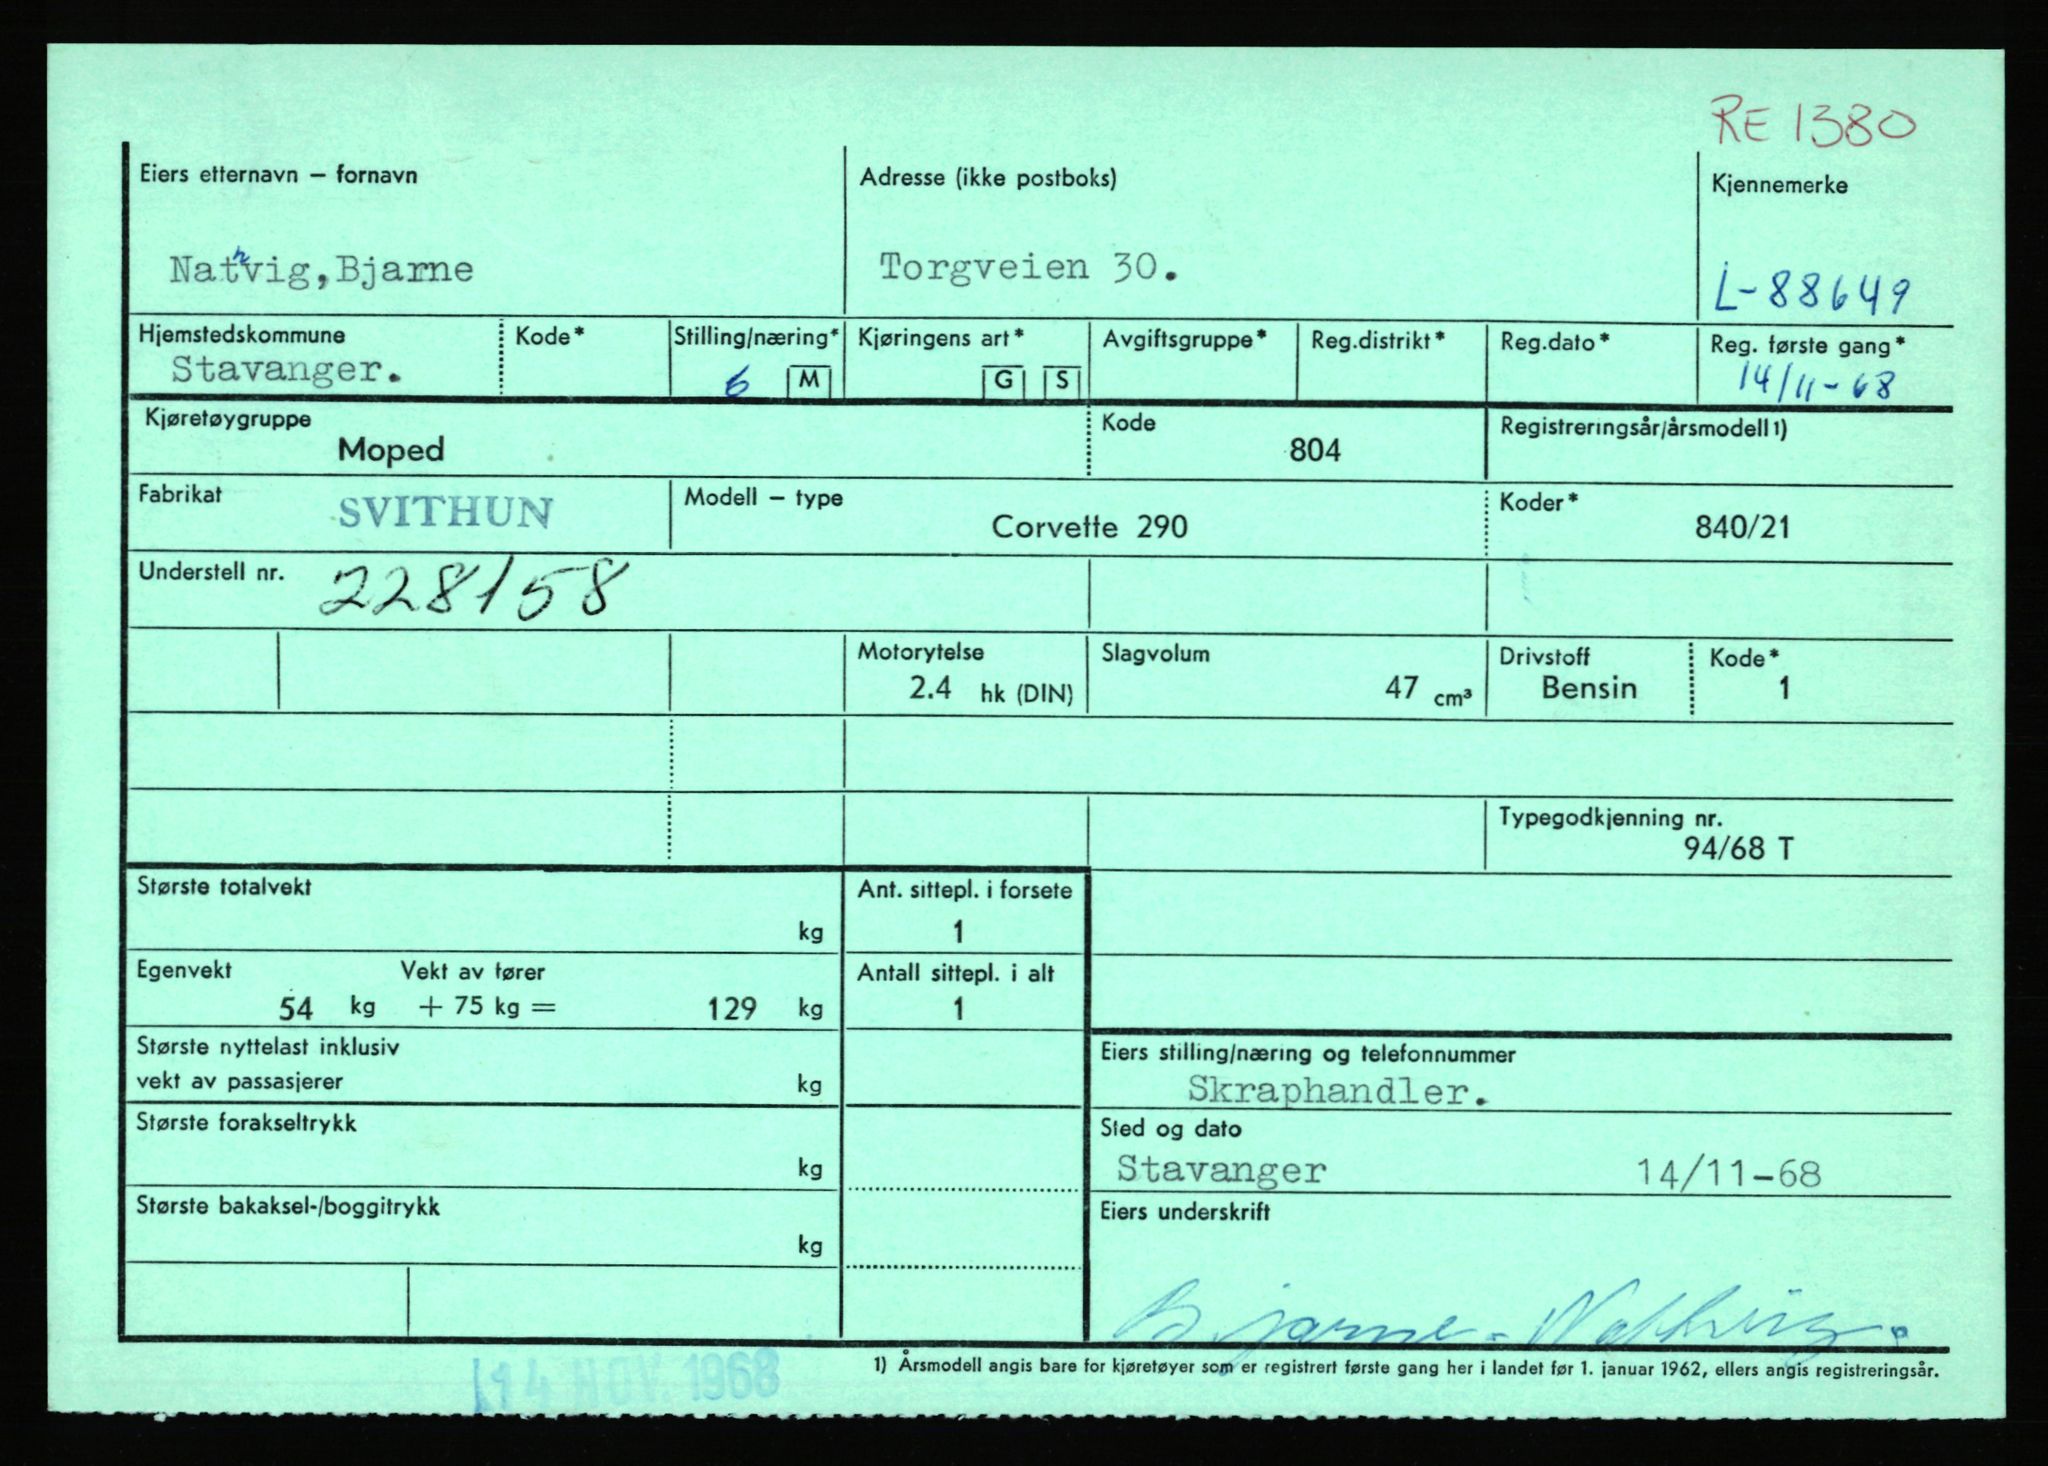 RE 1380
Eiers etternavn – fornavn
Adresse (ikke postboks)
Kjennemerke
Nathvig, Bjarne
Torgveien 30.
L-88649
Hjemstedskommune
Kode*
Stilling/næring*
Kjøringens art*
Avgiftsgruppe*
Reg.distrikt*
Reg.dato*
Reg. første gang*
Stavanger.
6 M
G S
14/11-68
Kjøretøygruppe
Moped
Kode
804
Registreringsår/årsmodell 1)
Fabrikat
SVITHUN
Modell – type
Corvette 290
Koder*
840/21
Understell nr. 228158
Motorytelse
2.4 hk (DIN)
Slagvolum
47 cm³
Drivstoff
Bensin
Kode*
1
Typegodkjenning nr.
94/68 T
Største totalvekt
kg
Ant. sittepl. i forsete
1
Egenvekt
Vekt av fører
54 kg + 75 kg = 129 kg
Antall sittepl. i alt
1
Største nyttelast inklusiv
vekt av passasjerer kg
Eiers stilling/næring og telefonnummer
Skraphandler.
Største forakseltrykk
kg
Sted og dato
Stavanger 14/11-68
Største bakaksel-/boggitrykk
kg
Eiers underskrift
Bjarne - Nathvig.
1) Årsmodell angis bare for kjøretøyer som er registrert første gang her i landet før 1. januar 1962, ellers angis registreringsår.
14 NOV. 1968